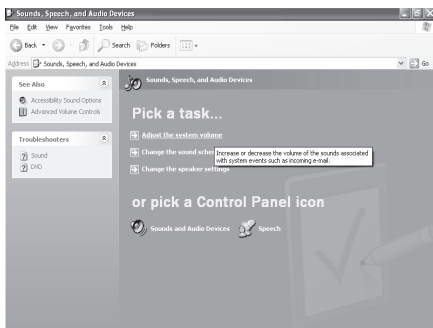 Sounds, Speech, and Audio Devices
File Edit View Favorites Tools Help
Back Search Folders
Address Sounds, Speech, and Audio Devices Go
See Also
Accessibility Sound Options
Advanced Volume Controls
Troubleshooters
Sound
DVD
Sounds, Speech, and Audio Devices
Pick a task...
Adjust the system volume
Change the sound scheme
Increase or decrease the volume of the sounds associated
with system events such as incoming e-mail.
Change the speaker settings
or pick a Control Panel icon
Sounds and Audio Devices Speech